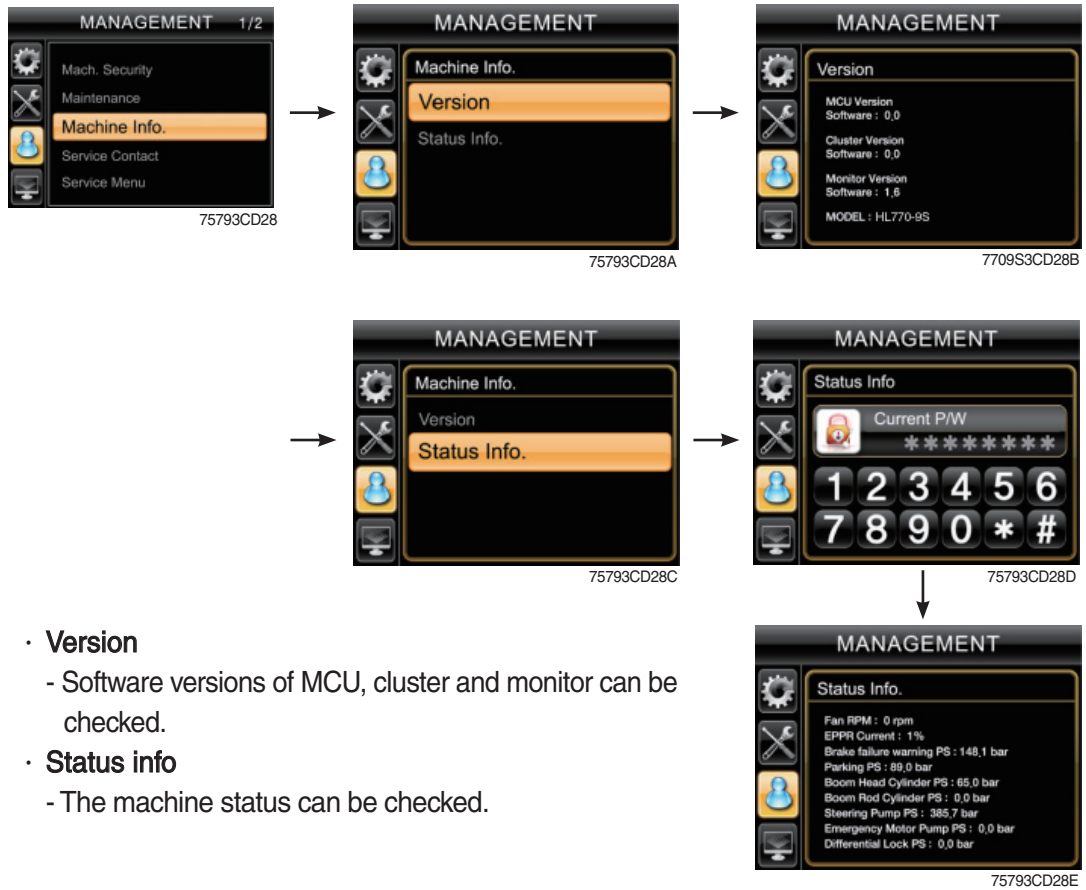 MANAGEMENT 1/2
Mach. Security
Maintenance
Machine Info.
Service Contact
Service Menu
75793CD28
MANAGEMENT
Machine Info.
Version
Status Info.
75793CD28A
MANAGEMENT
Version
MCU Version
Software : 0,0
Cluster Version
Software : 0,0
Monitor Version
Software : 1,6
MODEL : HL770-9S
7709S3CD28B
MANAGEMENT
Machine Info.
Version
Status Info.
75793CD28C
MANAGEMENT
Status Info
Current P/W
********
1 2 3 4 5 6
7 8 9 0 * #
75793CD28D
· Version
- Software versions of MCU, cluster and monitor can be
checked.
· Status info
- The machine status can be checked.
MANAGEMENT
Status Info.
Fan RPM : 0 rpm
EPPR Current : 1%
Brake failure warning PS : 148,1 bar
Parking PS : 89,0 bar
Boom Head Cylinder PS : 65,0 bar
Boom Rod Cylinder PS : 0,0 bar
Steering Pump PS : 385,7 bar
Emergency Motor Pump PS : 0,0 bar
Differential Lock PS : 0,0 bar
75793CD28E